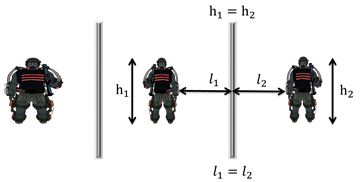 h₁ = h₂
h₁
l₁
l₂
h₂
l₁ = l₂